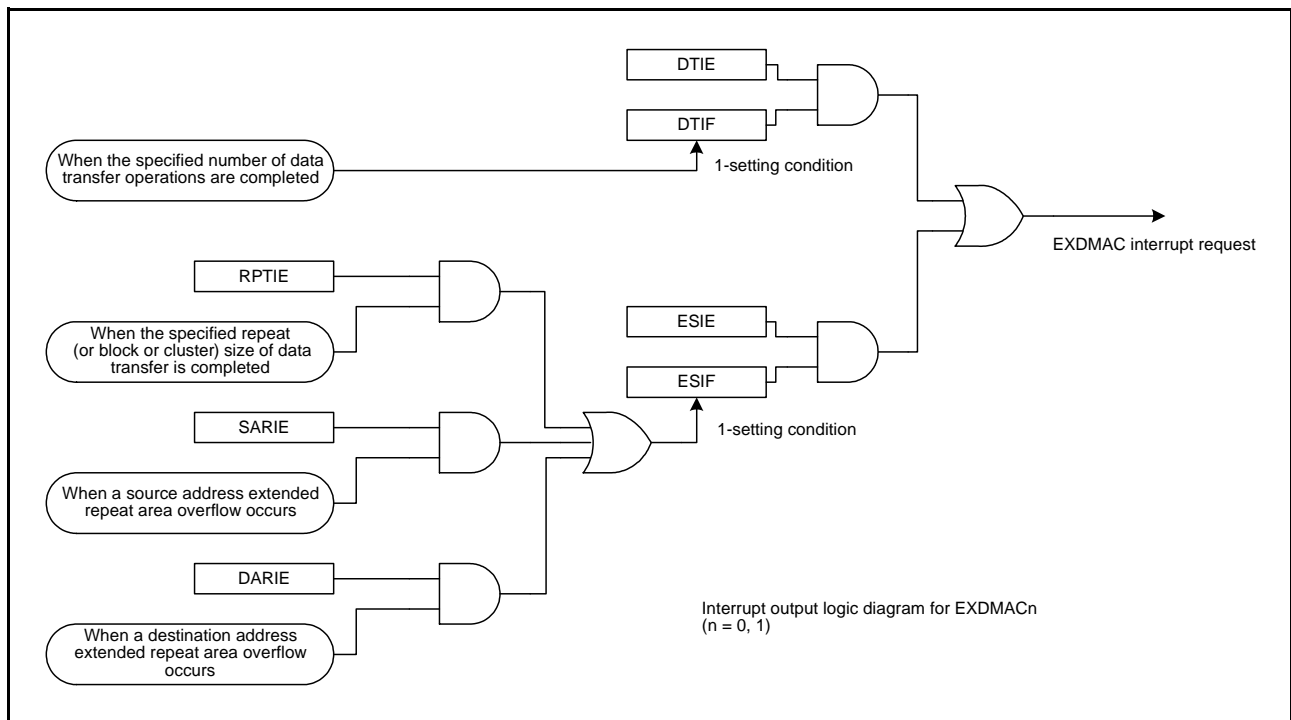 DTIE
DTIF
When the specified number of data
transfer operations are completed
1-setting condition
EXDMAC interrupt request
RPTIE
When the specified repeat
(or block or cluster) size of data
transfer is completed
ESIE
ESIF
1-setting condition
SARIE
When a source address extended
repeat area overflow occurs
DARIE
When a destination address
extended repeat area overflow
occurs
Interrupt output logic diagram for EXDMACn
(n = 0, 1)